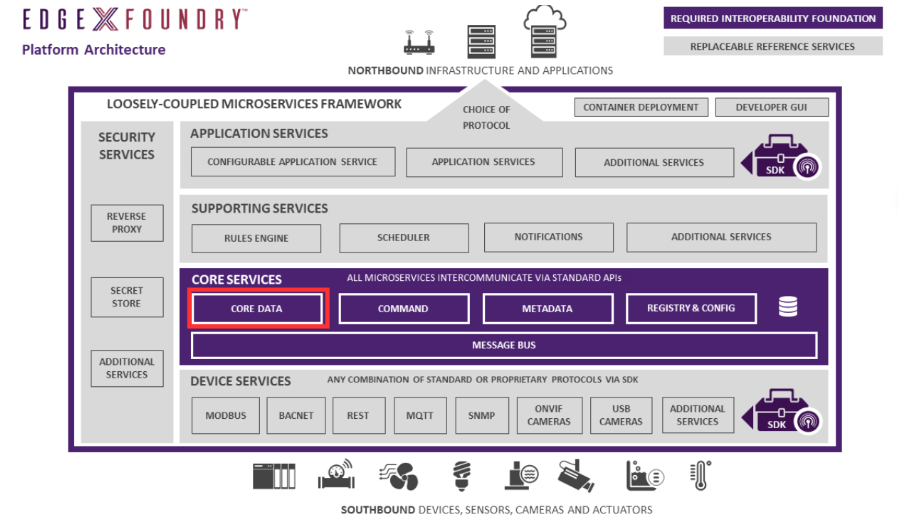 EDGE X FOUNDRY™
Platform Architecture
REQUIRED INTEROPERABILITY FOUNDATION
REPLACEABLE REFERENCE SERVICES
NORTHBOUND INFRASTRUCTURE AND APPLICATIONS
LOOSELY-COUPLED MICROSERVICES FRAMEWORK
CHOICE OF
PROTOCOL
CONTAINER DEPLOYMENT
DEVELOPER GUI
SECURITY
SERVICES
REVERSE
PROXY
SECRET
STORE
ADDITIONAL
SERVICES
APPLICATION SERVICES
CONFIGURABLE APPLICATION SERVICE
APPLICATION SERVICES
ADDITIONAL SERVICES
SDK
SUPPORTING SERVICES
RULES ENGINE
SCHEDULER
NOTIFICATIONS
ADDITIONAL SERVICES
CORE SERVICES
ALL MICROSERVICES INTERCOMMUNICATE VIA STANDARD APIs
CORE DATA
COMMAND
METADATA
REGISTRY & CONFIG
MESSAGE BUS
DEVICE SERVICES
ANY COMBINATION OF STANDARD OR PROPRIETARY PROTOCOLS VIA SDK
MODBUS
BACNET
REST
MQTT
SNMP
ONVIF
CAMERAS
USB
CAMERAS
ADDITIONAL
SERVICES
SDK
SOUTHBOUND DEVICES, SENSORS, CAMERAS AND ACTUATORS